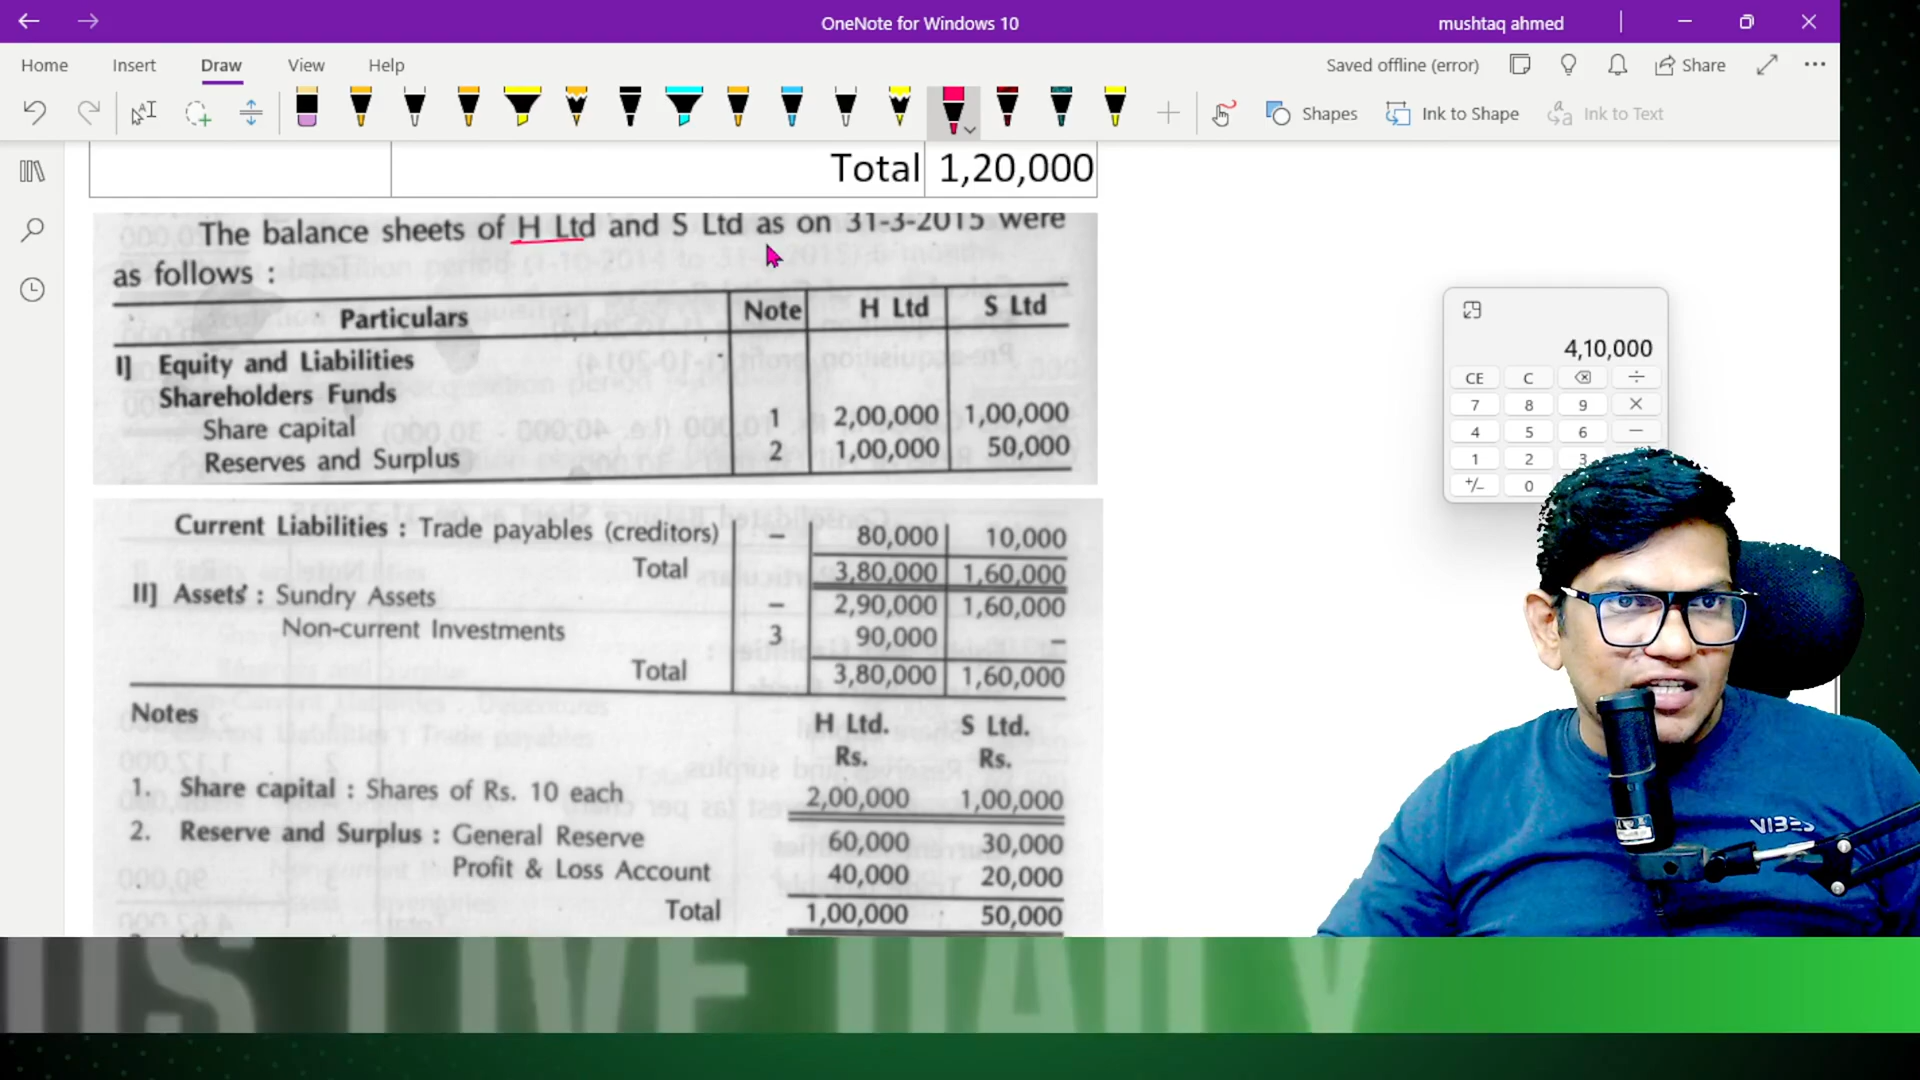 OneNote for Windows 10
mushtaq ahmed
Home Insert Draw View Help
Saved offline (error) Share
Shapes Ink to Shape Ink to Text
Total 1,20,000
The balance sheets of H Ltd and S Ltd as on 31-3-2015 were
as follows :
Particulars Note H Ltd S Ltd
I] Equity and Liabilities
Shareholders Funds
Share capital 1 2,00,000 1,00,000
Reserves and Surplus 2 1,00,000 50,000
Current Liabilities : Trade payables (creditors) – 80,000 10,000
Total 3,80,000 1,60,000
II] Assets : Sundry Assets – 2,90,000 1,60,000
Non-current Investments 3 90,000 –
Total 3,80,000 1,60,000
Notes H Ltd. S Ltd.
Rs. Rs.
1. Share capital : Shares of Rs. 10 each 2,00,000 1,00,000
2. Reserve and Surplus : General Reserve 60,000 30,000
Profit & Loss Account 40,000 20,000
Total 1,00,000 50,000
4,10,000
CE C ÷
7 8 9 ×
4 5 6 −
1 2 3
+/− 0
VIBES
LIVE DAILY